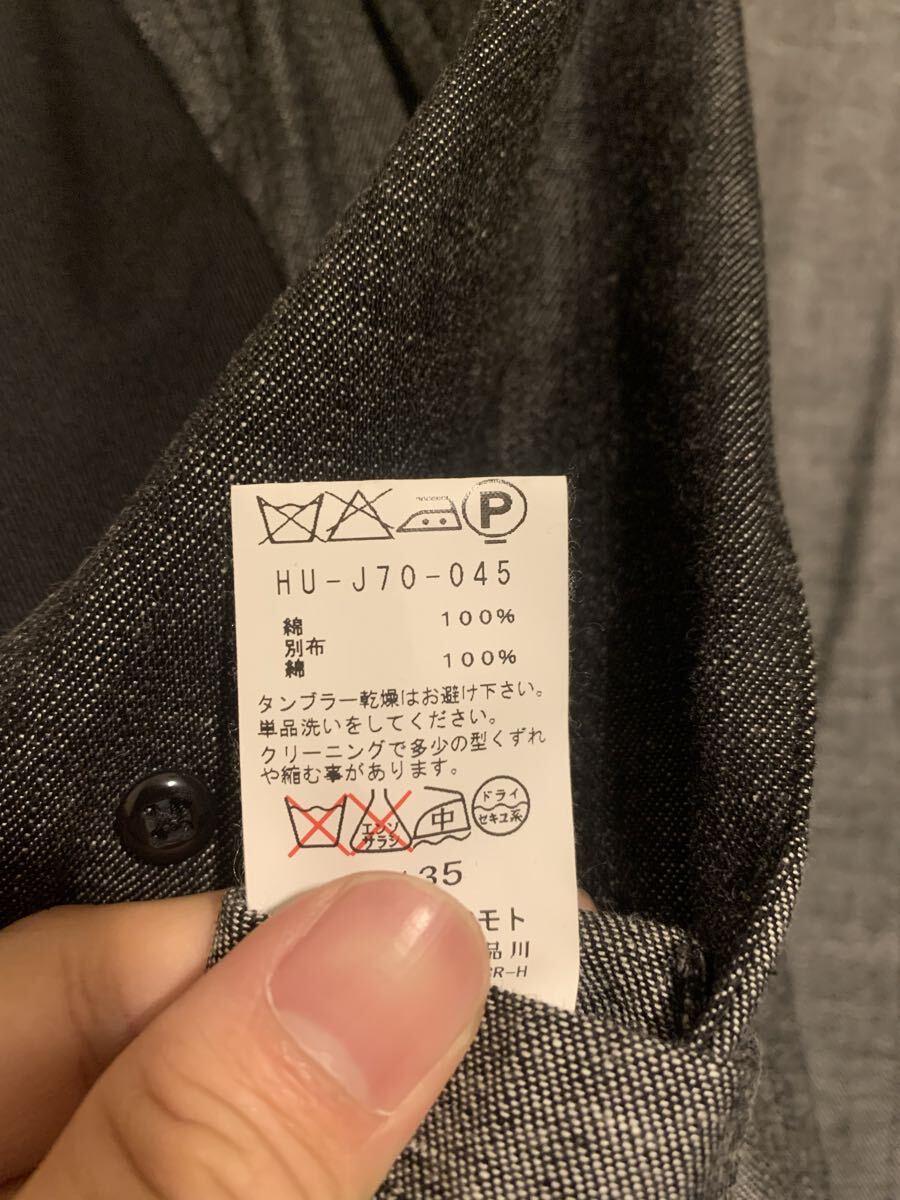 P
HU-J70-045
綿 100%
別布
綿 100%
タンブラー乾燥はお避け下さい。
単品洗いをしてください。
クリーニングで多少の型くずれ
や縮む事があります。
エンソ
サラシ
中
ドライ
セキユ系
35
モト
品川
R-H